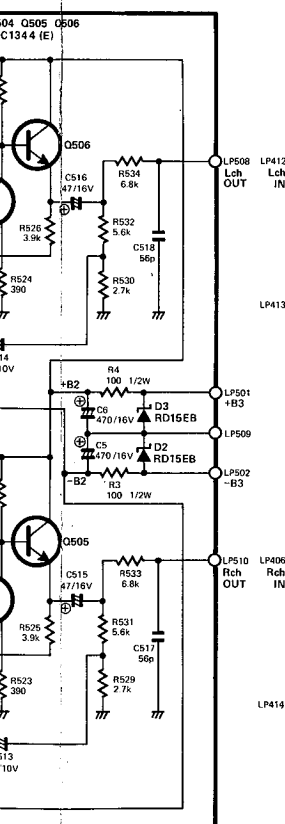 504 Q505 Q506
C1344 (E)
Q506
C516
47/16V
R534
6.8k
LP508
Lch
OUT
LP412
Lch
IN
R526
3.9k
R532
5.6k
C518
56p
R524
390
R530
2.7k
LP413
14
10V
R4
100 1/2W
+B2
LP501
+B3
C6
470/16V
D3
RD15EB
LP509
C5
470/16V
D2
RD15EB
-B2
LP502
-B3
R3
100 1/2W
Q505
C515
47/16V
R533
6.8k
LP510
Rch
OUT
LP406
Rch
IN
R525
3.9k
R531
5.6k
C517
56p
R523
390
R529
2.7k
LP414
513
10V